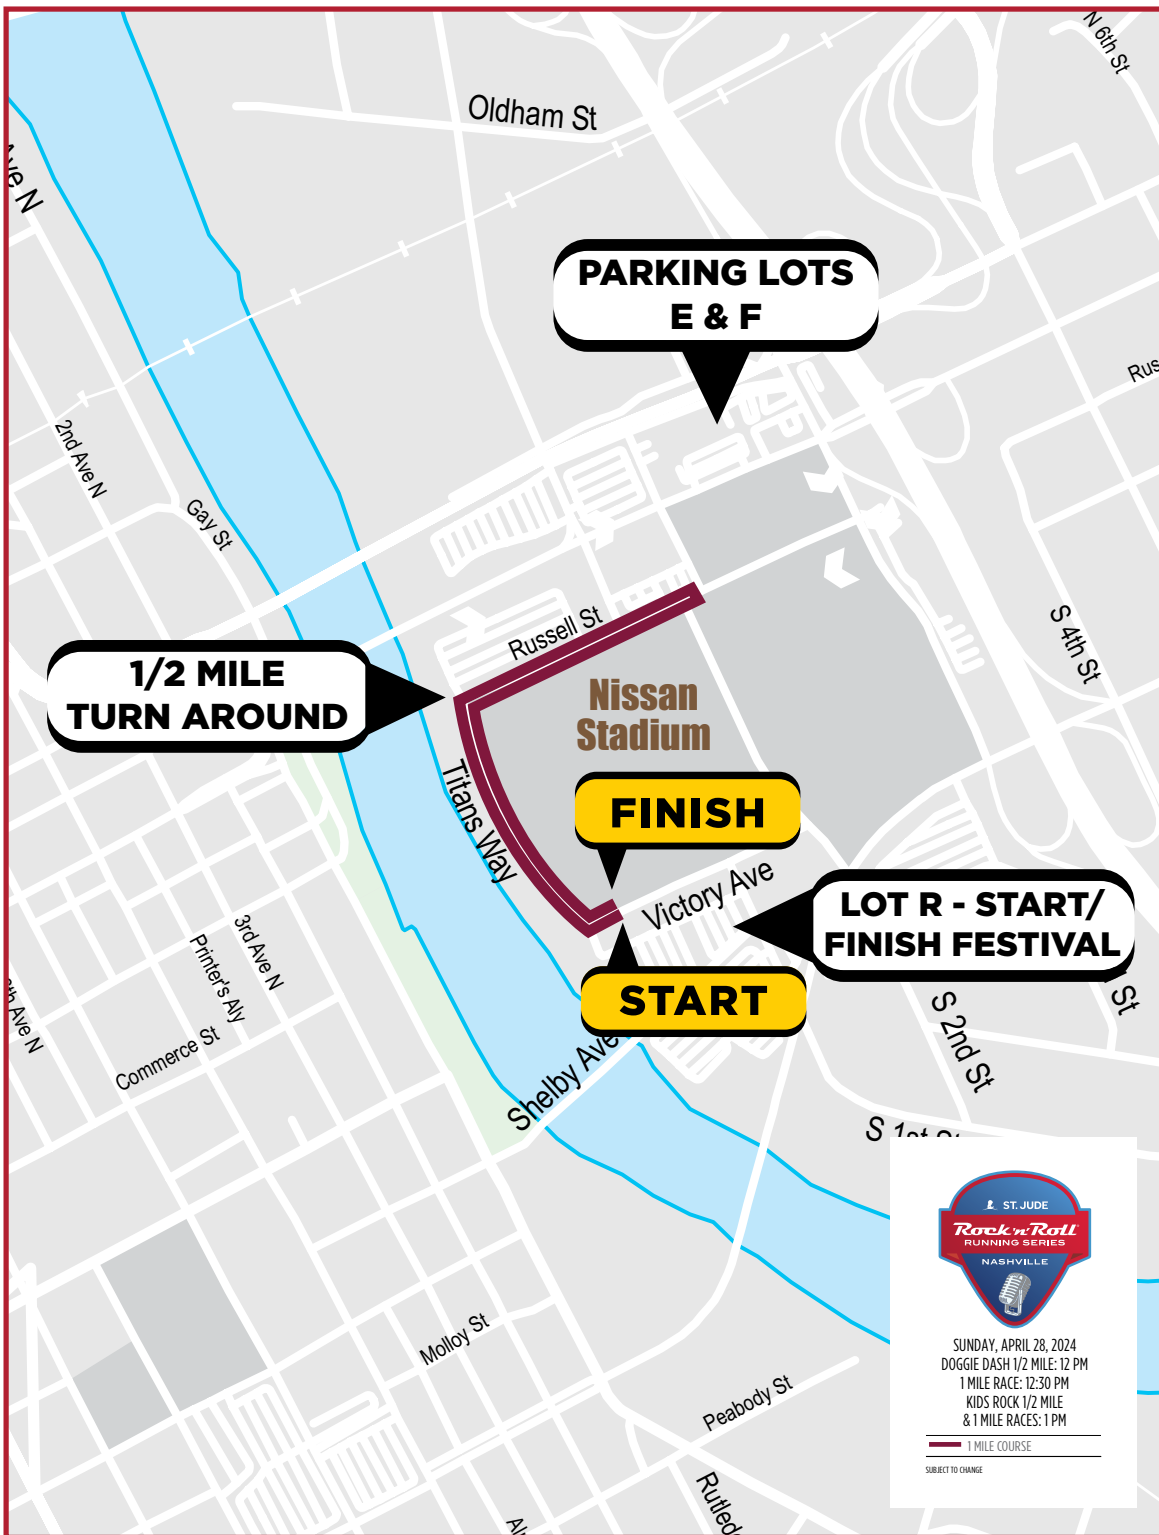 N 6th St
Oldham St
Ave N
PARKING LOTS
E & F
2nd Ave N
Gay St
Russell St
S 4th St
1/2 MILE
TURN AROUND
Nissan
Stadium
Titans Way
FINISH
Victory Ave
LOT R - START/
FINISH FESTIVAL
START
3rd Ave N
Printer's Aly
Ave N
Commerce St
Shelby Ave
S 2nd St
St
S 1st St
Molloy St
Peabody St
ST. JUDE
Rock 'n' Roll
RUNNING SERIES
NASHVILLE
SUNDAY, APRIL 28, 2024
DOGGIE DASH 1/2 MILE: 12 PM
1 MILE RACE: 12:30 PM
KIDS ROCK 1/2 MILE
& 1 MILE RACES: 1 PM
1 MILE COURSE
SUBJECT TO CHANGE